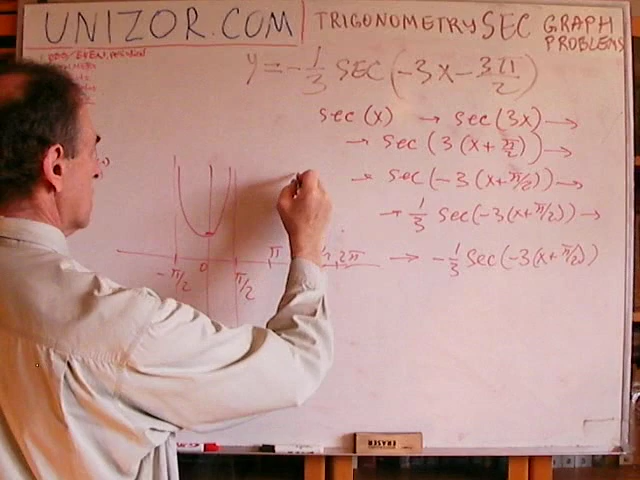 UNIZOR.COM
TRIGONOMETRY SEC GRAPH
PROBLEMS
y = -1/3 SEC(-3x - 3π/2)
sec(x) → sec(3x) →
→ sec(3(x+π/2)) →
→ sec(-3(x+π/2)) →
→ 1/3 sec(-3(x+π/2)) →
→ -1/3 sec(-3(x+π/2))
-π/2 0 π/2 π 2π
ERASER